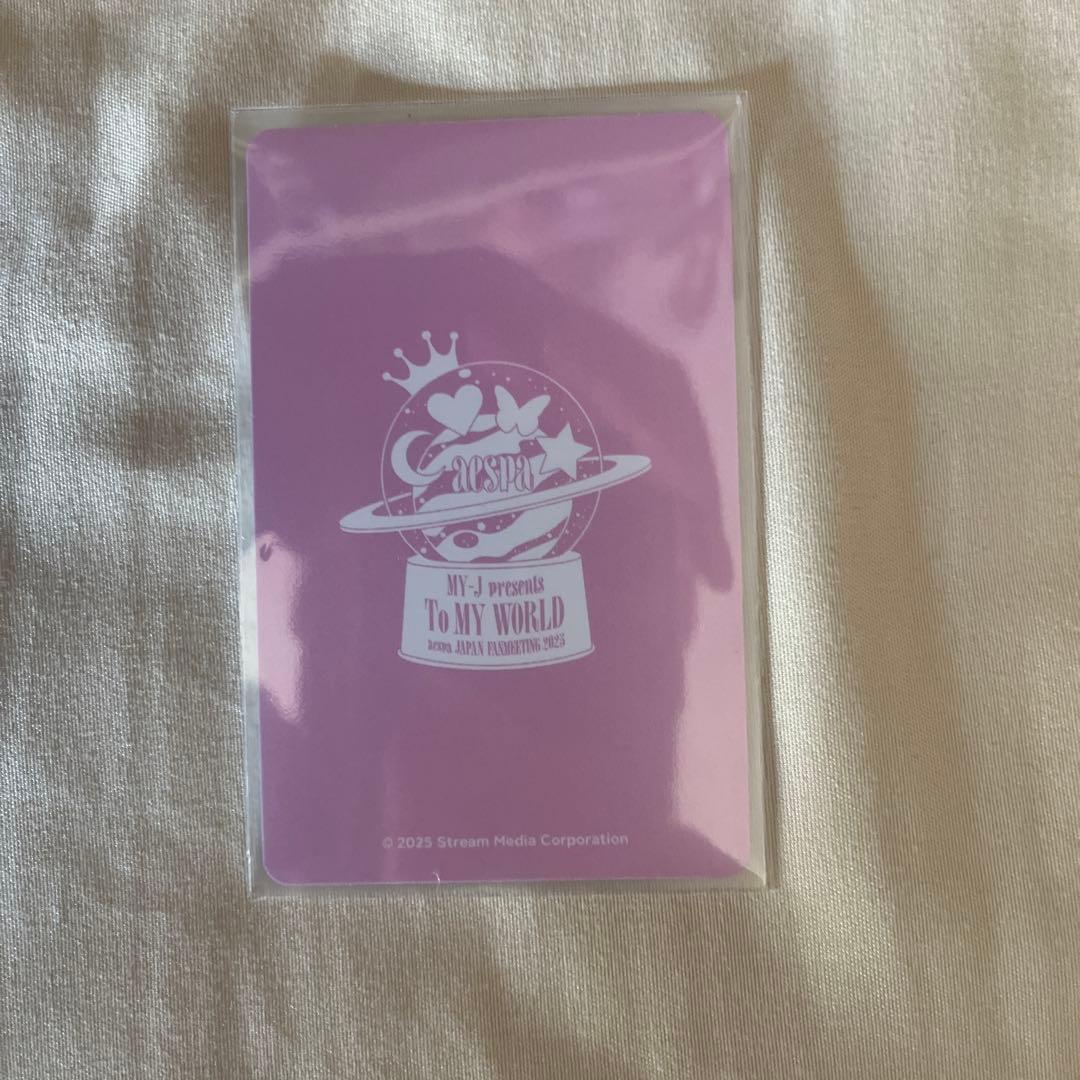 aespa
MY-J presents
To MY WORLD
aespa JAPAN FANMEETING 2025
© 2025 Stream Media Corporation